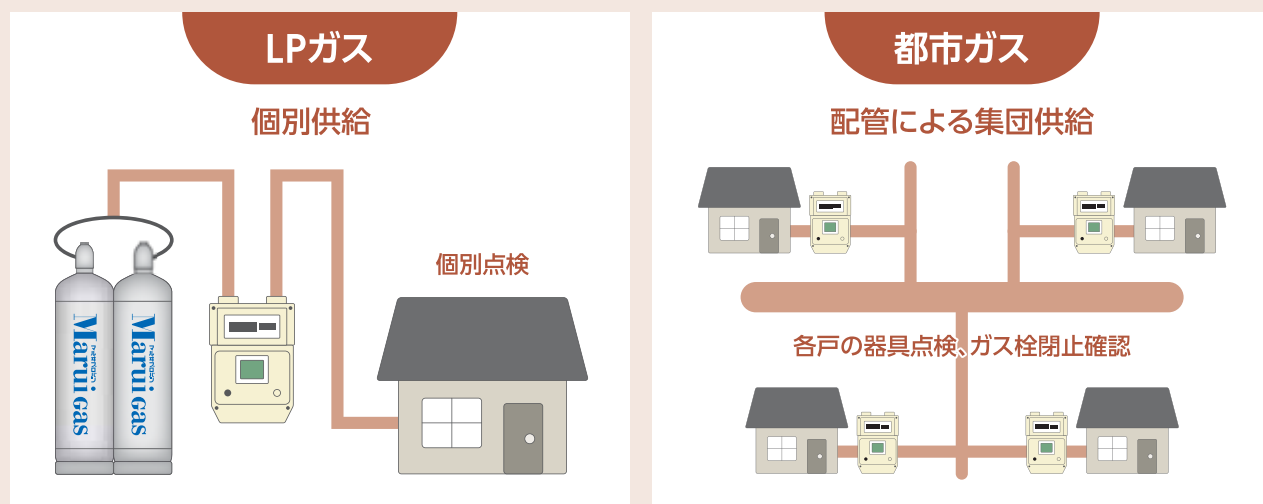 LPガス
個別供給
個別点検
Marui gas
Marui gas
都市ガス
配管による集団供給
各戸の器具点検、ガス栓閉止確認